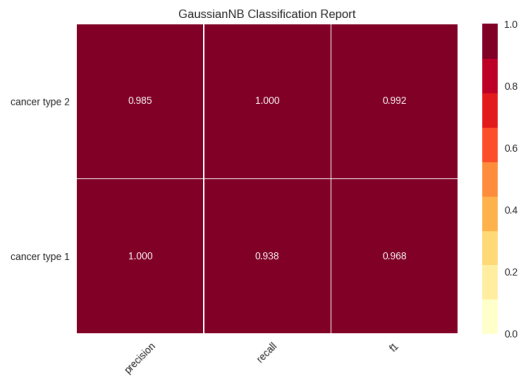 GaussianNB Classification Report
cancer type 2
0.985 1.000 0.992
cancer type 1
1.000 0.938 0.968
precision recall f1
1.0
0.8
0.6
0.4
0.2
0.0